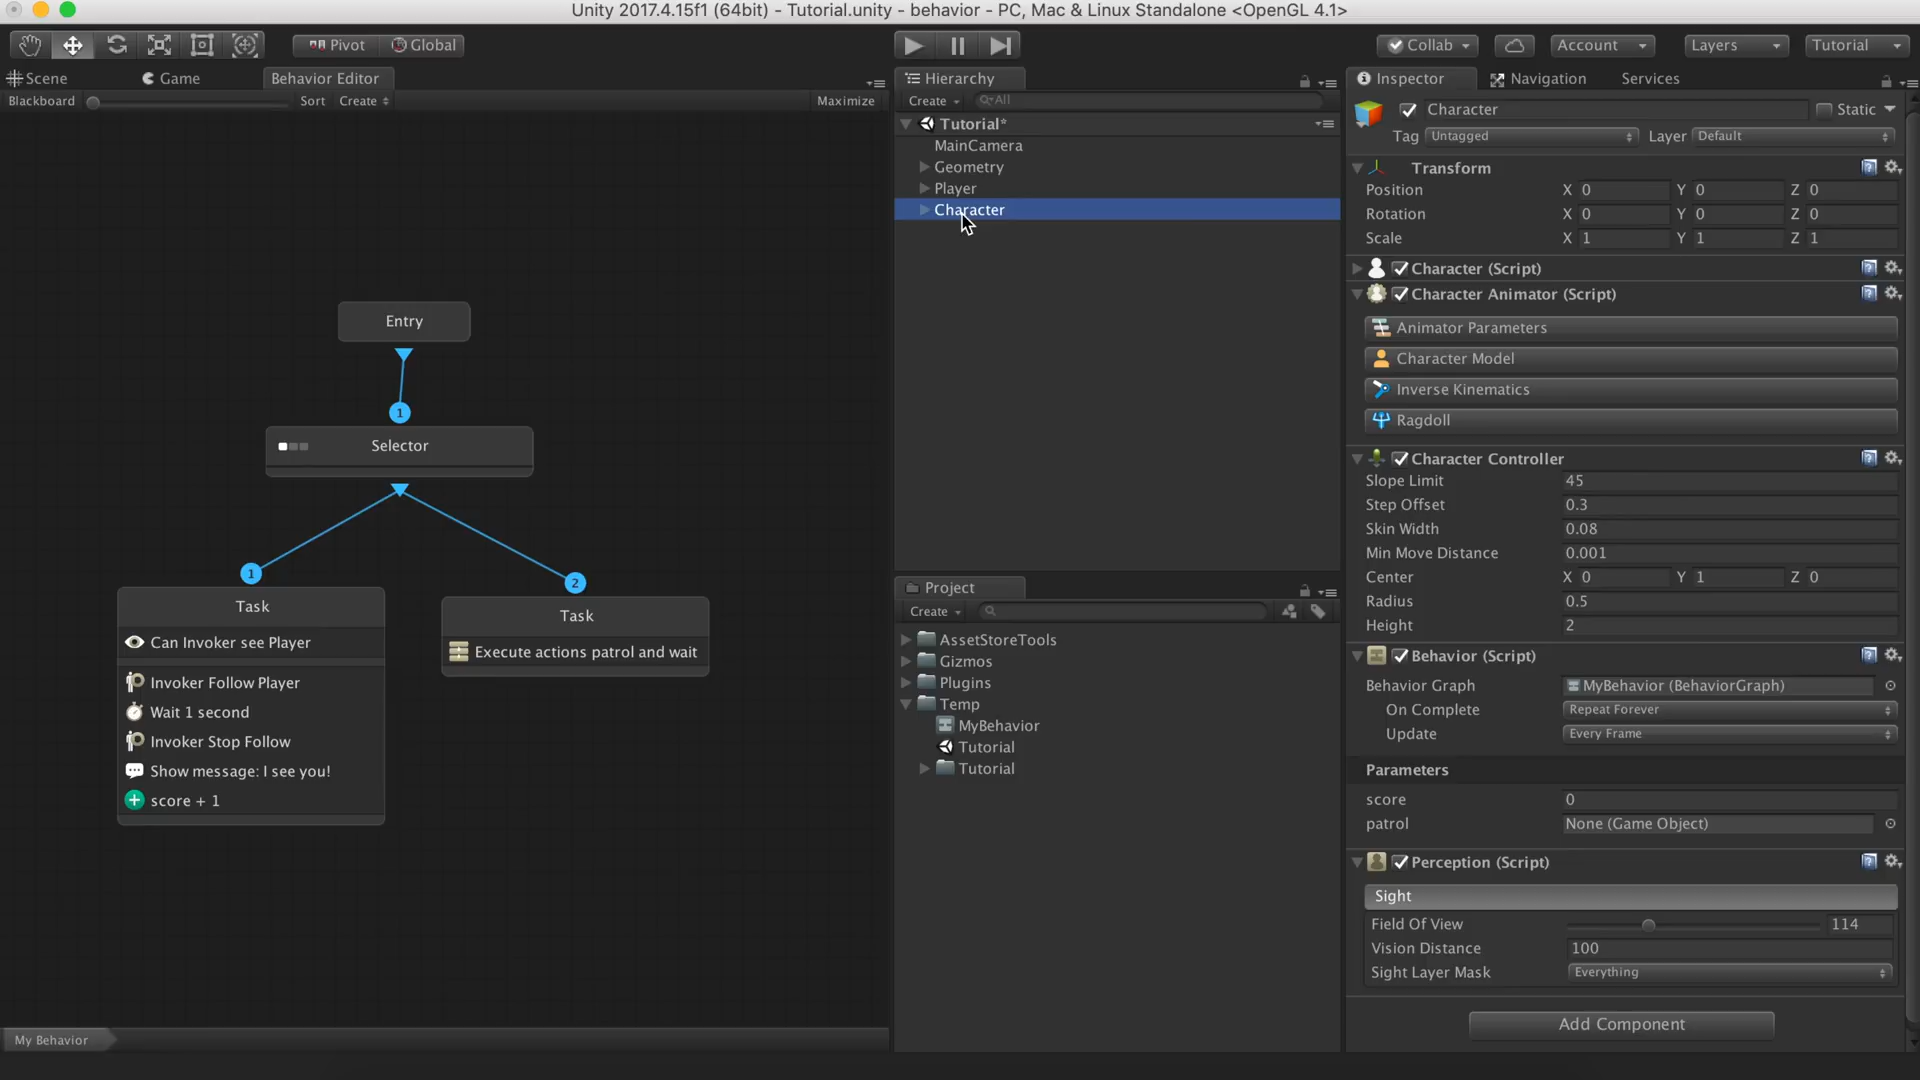 Unity 2017.4.15f1 (64bit) - Tutorial.unity - behavior - PC, Mac & Linux Standalone <OpenGL 4.1>
Pivot Global
Collab Account Layers Tutorial
Scene Game Behavior Editor
Blackboard Sort Create Maximize
Entry
1
Selector
1
Task
Can Invoker see Player
Invoker Follow Player
Wait 1 second
Invoker Stop Follow
Show message: I see you!
score + 1
2
Task
Execute actions patrol and wait
My Behavior
Hierarchy
Create All
Tutorial*
MainCamera
Geometry
Player
Character
Project
Create
AssetStoreTools
Gizmos
Plugins
Temp
MyBehavior
Tutorial
Tutorial
Inspector Navigation Services
Character Static
Tag Untagged Layer Default
Transform
Position X 0 Y 0 Z 0
Rotation X 0 Y 0 Z 0
Scale X 1 Y 1 Z 1
Character (Script)
Character Animator (Script)
Animator Parameters
Character Model
Inverse Kinematics
Ragdoll
Character Controller
Slope Limit 45
Step Offset 0.3
Skin Width 0.08
Min Move Distance 0.001
Center X 0 Y 1 Z 0
Radius 0.5
Height 2
Behavior (Script)
Behavior Graph MyBehavior (BehaviorGraph)
On Complete Repeat Forever
Update Every Frame
Parameters
score 0
patrol None (Game Object)
Perception (Script)
Sight
Field Of View 114
Vision Distance 100
Sight Layer Mask Everything
Add Component